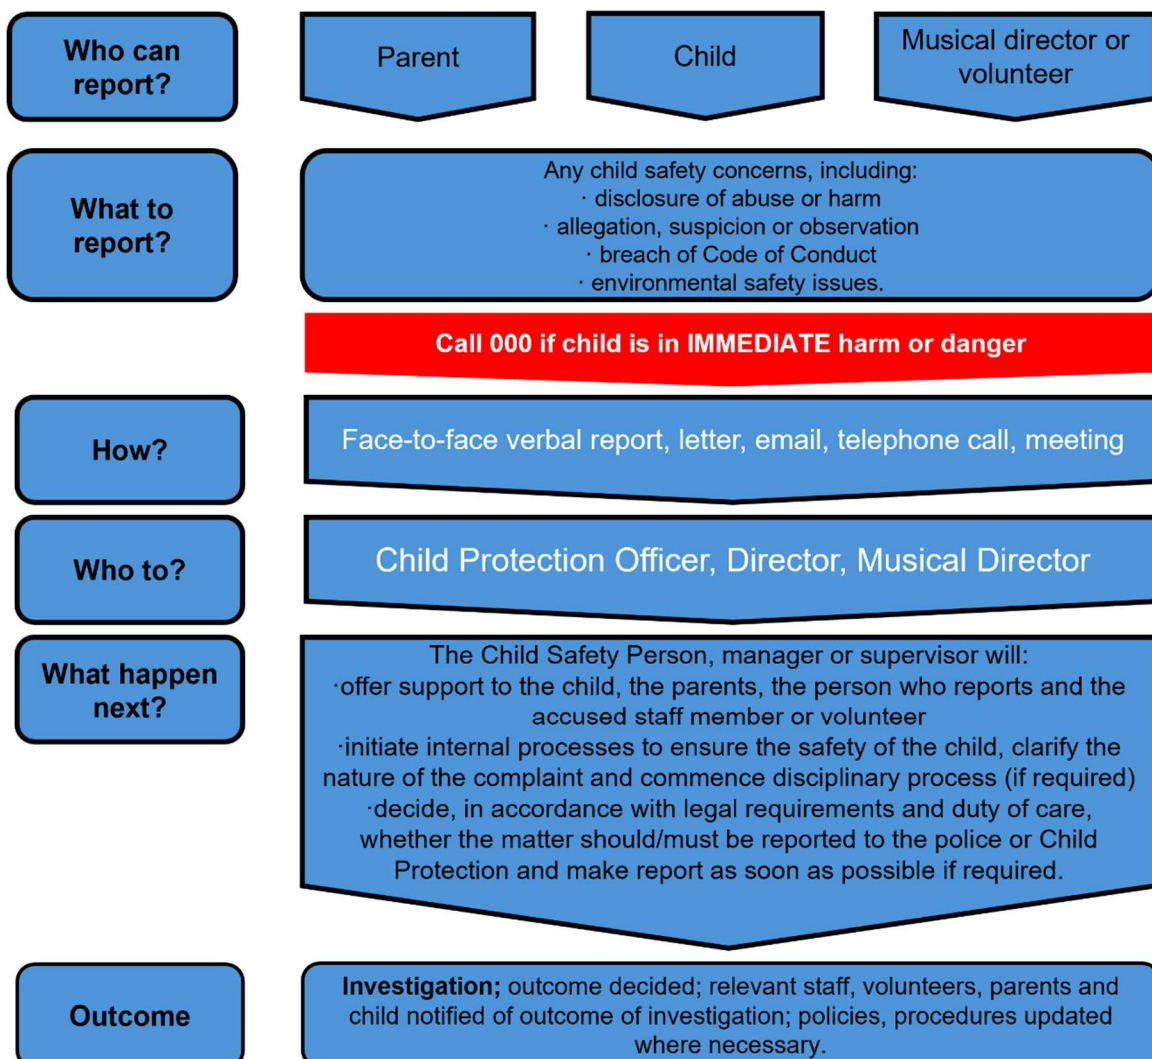 Who can
report?
Parent
Child
Musical director or
volunteer
What to
report?
Any child safety concerns, including:
· disclosure of abuse or harm
· allegation, suspicion or observation
· breach of Code of Conduct
· environmental safety issues.
Call 000 if child is in IMMEDIATE harm or danger
How?
Face-to-face verbal report, letter, email, telephone call, meeting
Who to?
Child Protection Officer, Director, Musical Director
What happen
next?
The Child Safety Person, manager or supervisor will:
·offer support to the child, the parents, the person who reports and the
accused staff member or volunteer
·initiate internal processes to ensure the safety of the child, clarify the
nature of the complaint and commence disciplinary process (if required)
·decide, in accordance with legal requirements and duty of care,
whether the matter should/must be reported to the police or Child
Protection and make report as soon as possible if required.
Outcome
Investigation; outcome decided; relevant staff, volunteers, parents and
child notified of outcome of investigation; policies, procedures updated
where necessary.